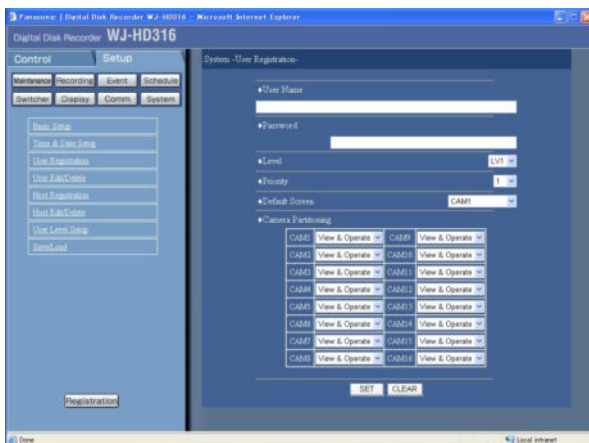 Panasonic | Digital Disk Recorder WJ-HD316 - Microsoft Internet Explorer
Digital Disk Recorder WJ-HD316
Control Setup
Maintenance Recording Event Schedule
Switcher Display Comm System
Basic Setup
Time & Date Setup
User Registration
User Edit/Delete
Host Registration
Host Edit/Delete
User Level Setup
Save/Load
Registration
System -User Registration-
♦User Name
♦Password
♦Level LV1
♦Priority 1
♦Default Screen CAM1
♦Camera Partitioning
CAM1 View & Operate CAM9 View & Operate
CAM2 View & Operate CAM10 View & Operate
CAM3 View & Operate CAM11 View & Operate
CAM4 View & Operate CAM12 View & Operate
CAM5 View & Operate CAM13 View & Operate
CAM6 View & Operate CAM14 View & Operate
CAM7 View & Operate CAM15 View & Operate
CAM8 View & Operate CAM16 View & Operate
SET CLEAR
Done Local intranet